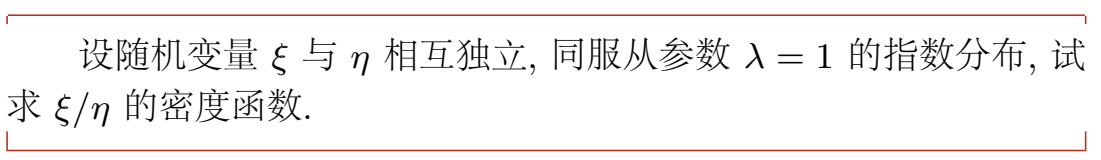 设随机变量 ξ 与 η 相互独立, 同服从参数 λ = 1 的指数分布, 试
求 ξ/η 的密度函数.